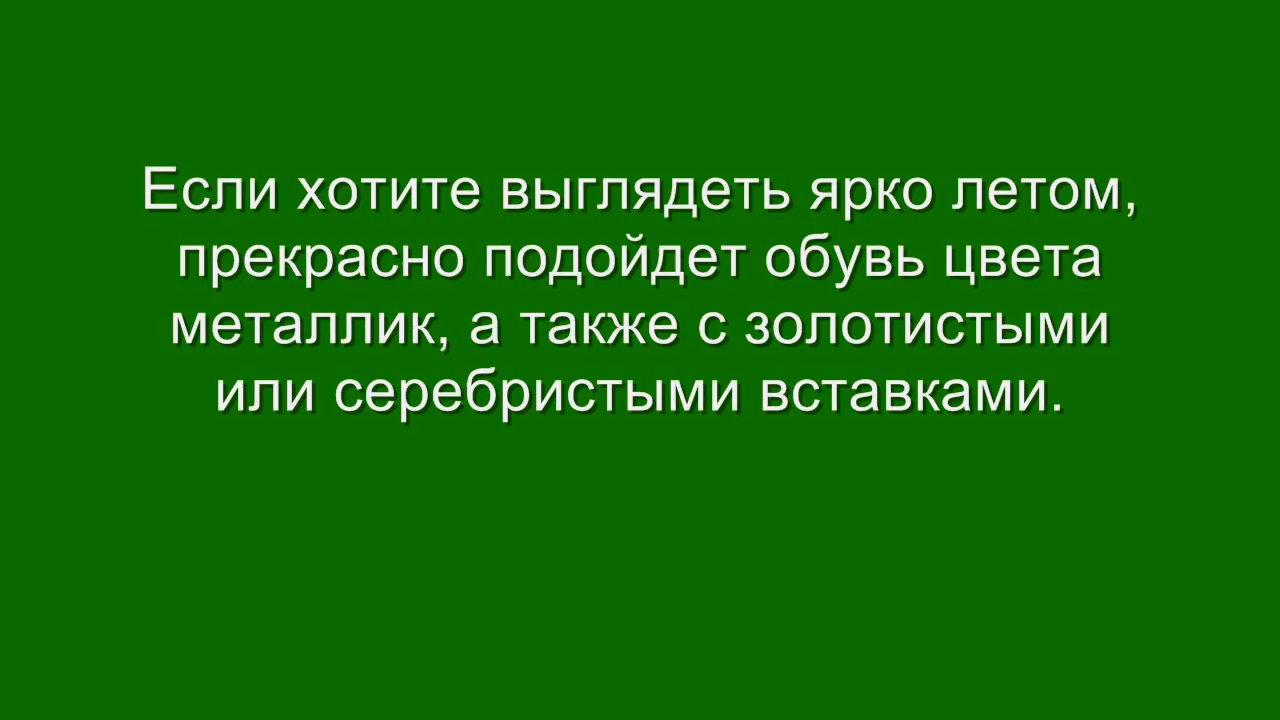 Если хотите выглядеть ярко летом,
прекрасно подойдет обувь цвета
металлик, а также с золотистыми
или серебристыми вставками.